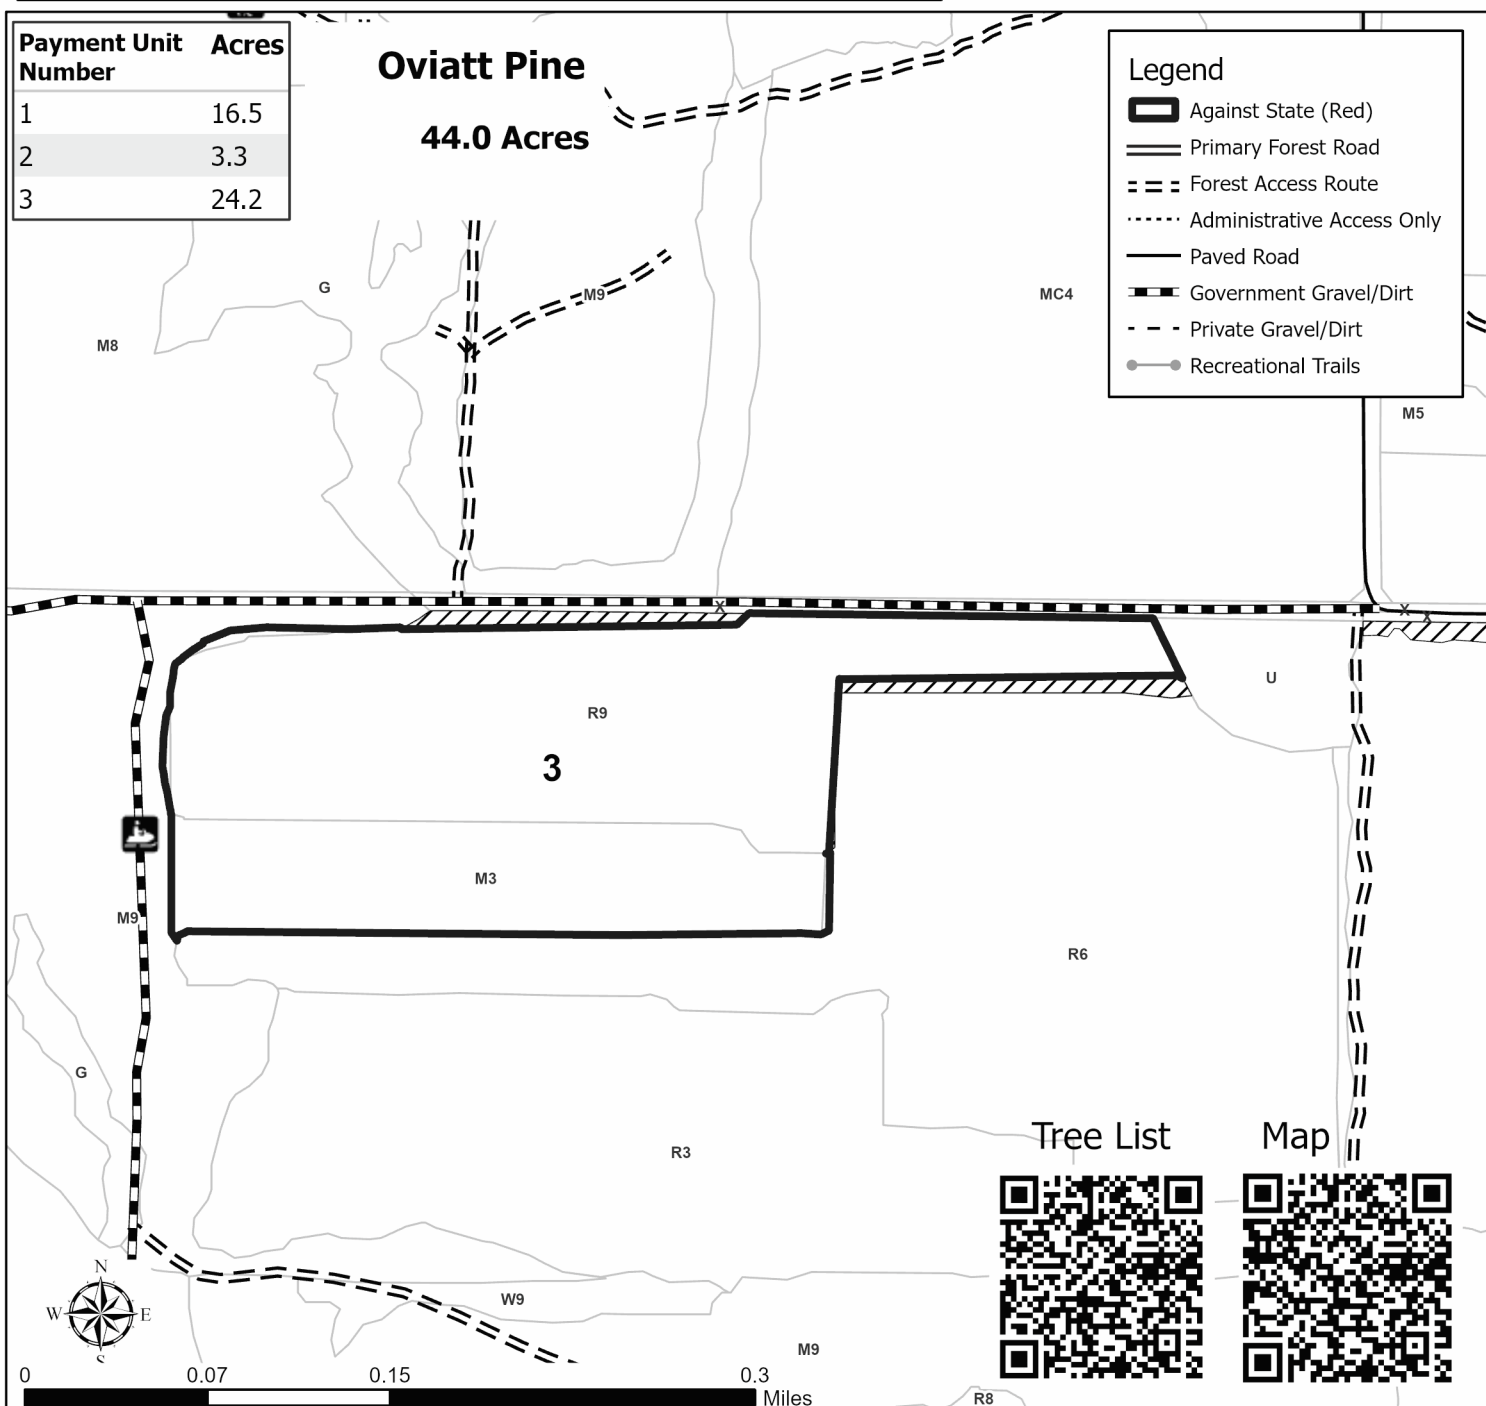 Payment Unit Acres
Number
1 16.5
2 3.3
3 24.2
Oviatt Pine
44.0 Acres
Legend
Against State (Red)
Primary Forest Road
Forest Access Route
Administrative Access Only
Paved Road
Government Gravel/Dirt
Private Gravel/Dirt
Recreational Trails
G
M9
MC4
M8
M5
X
X
X
U
R9
3
M3
M9
R6
G
Tree List
Map
R3
N
W E
S
W9
M9
0 0.07 0.15 0.3
Miles
R8